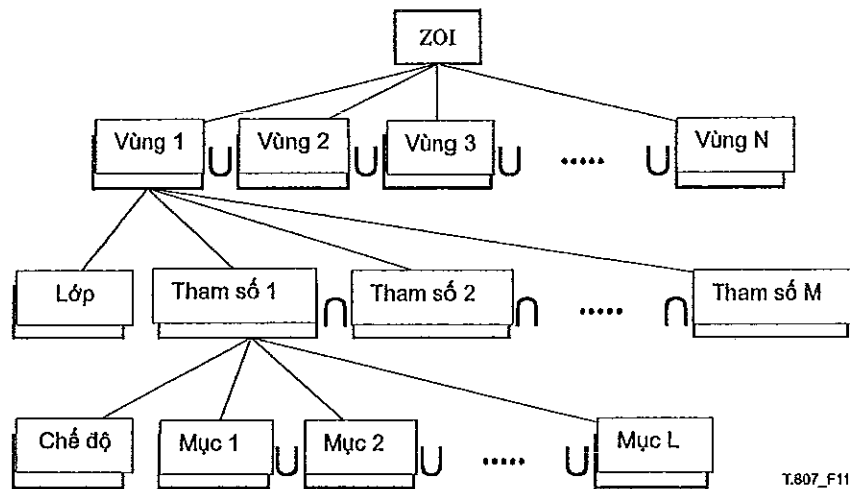 ZOI
Vùng 1 ∪ Vùng 2 ∪ Vùng 3 ∪ ..... ∪ Vùng N
Lớp Tham số 1 ∩ Tham số 2 ∩ ..... ∩ Tham số M
Chế độ Mục 1 ∪ Mục 2 ∪ ..... ∪ Mục L
T.807_F11